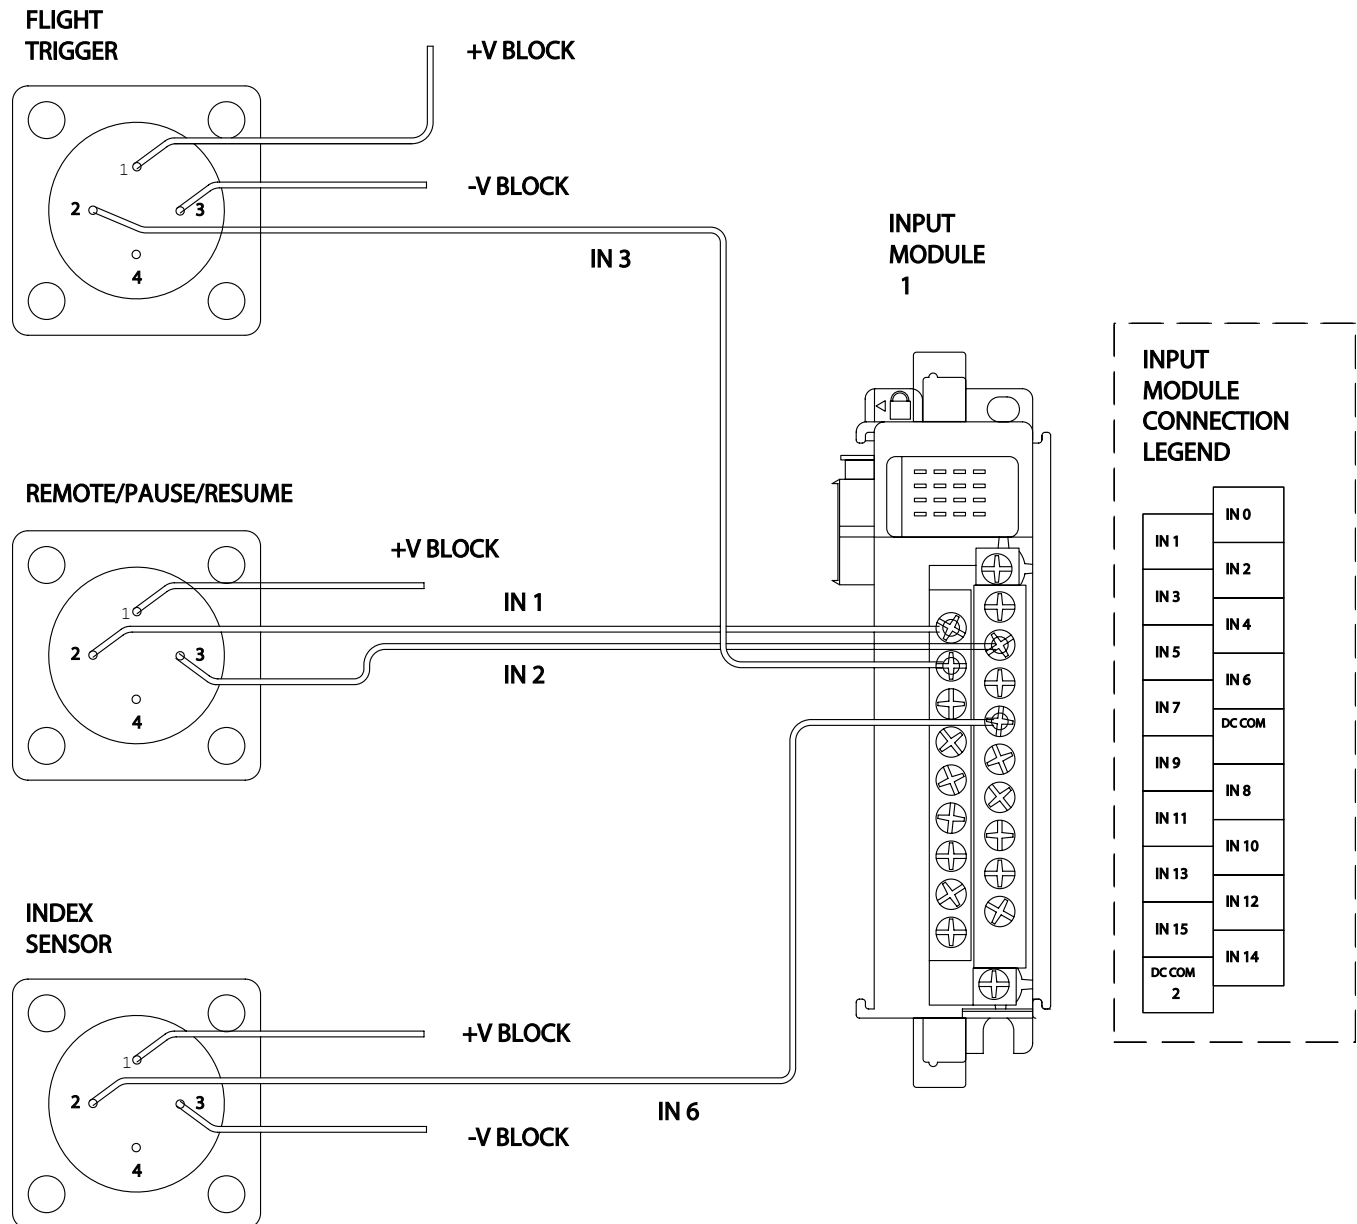 FLIGHT
TRIGGER
+V BLOCK
-V BLOCK
1
2
3
4
IN 3
INPUT
MODULE
1
REMOTE/PAUSE/RESUME
+V BLOCK
IN 1
IN 2
1
2
3
4
INDEX
SENSOR
+V BLOCK
IN 6
-V BLOCK
1
2
3
4
INPUT
MODULE
CONNECTION
LEGEND
IN 0
IN 1
IN 2
IN 3
IN 4
IN 5
IN 6
IN 7
DC COM
IN 9
IN 8
IN 11
IN 10
IN 13
IN 12
IN 15
IN 14
DC COM
2